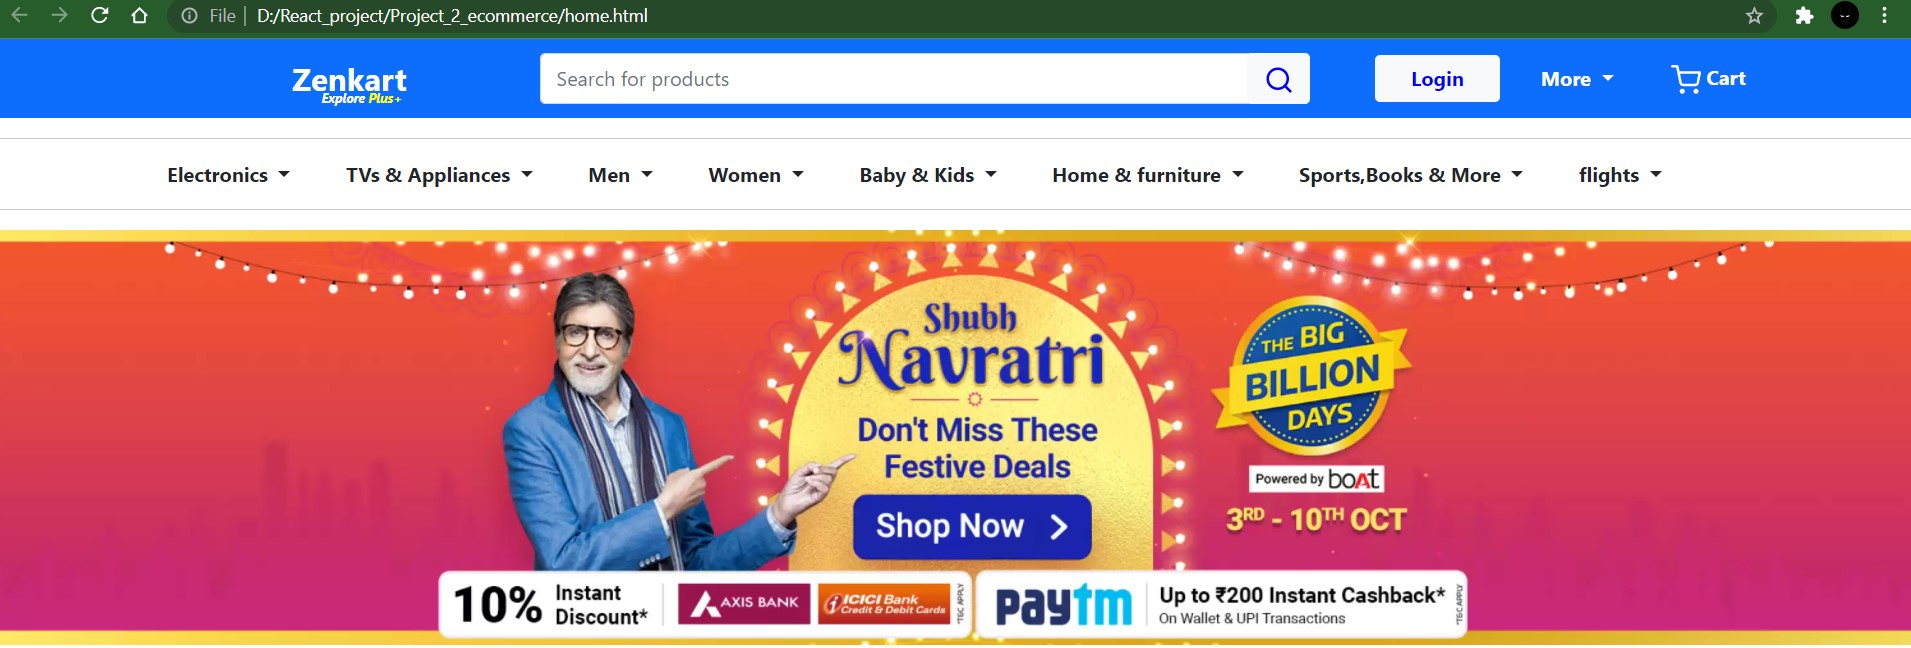 File D:/React_project/Project_2_ecommerce/home.html
Zenkart
Explore Plus+
Search for products
Login
More
Cart
Electronics
TVs & Appliances
Men
Women
Baby & Kids
Home & furniture
Sports,Books & More
flights
Shubh
Navratri
Don't Miss These
Festive Deals
Shop Now
THE BIG
BILLION
DAYS
Powered by boAt
3RD - 10TH OCT
10%
Instant
Discount*
AXIS BANK
ICICI Bank
Credit & Debit Cards
*T&C APPLY
paytm
Up to ₹200 Instant Cashback*
On Wallet & UPI Transactions
*T&C APPLY